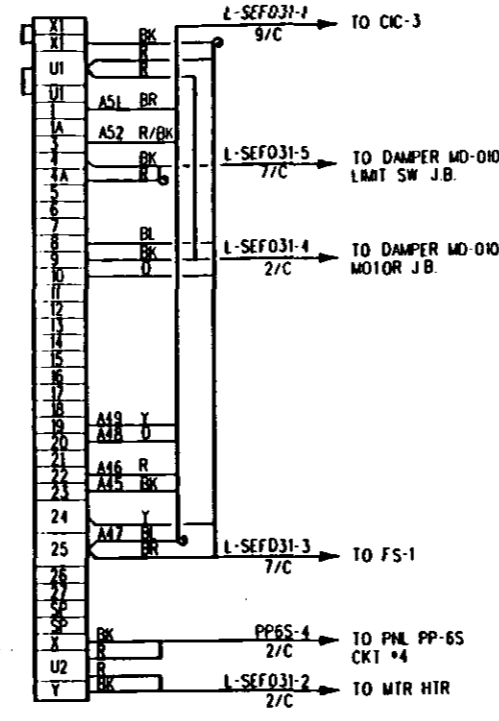 X1
X1
U1
U1
1
1A
3
4
4A
5
6
7
8
9
10
11
12
13
14
15
16
17
18
19
20
21
22
23
24
25
26
27
SP
SP
X
U2
Y
BK
R
R
A51 BR
A52 R/BK
BK
R
BL
BK
O
A49 Y
A48 O
A46 R
A45 BK
Y
A47 BL
BR
BK
R
R
BK
L-SEF031-1
9/C
TO CIC-3
L-SEF031-5
7/C
TO DAMPER MD-010
LIMIT SW J.B.
L-SEF031-4
2/C
TO DAMPER MD-010
MOTOR J.B.
L-SEF031-3
7/C
TO FS-1
PP6S-4
2/C
TO PNL PP-6S
CKT #4
L-SEF031-2
2/C
TO MTR HTR